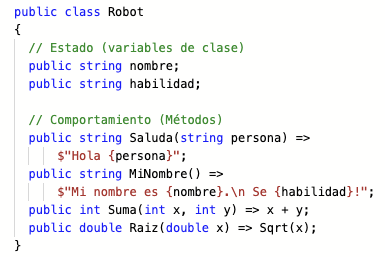 public class Robot
{
  // Estado (variables de clase)
  public string nombre;
  public string habilidad;

  // Comportamiento (Métodos)
  public string Saluda(string persona) =>
      $"Hola {persona}";
  public string MiNombre() =>
      $"Mi nombre es {nombre}.\n Se {habilidad}!";
  public int Suma(int x, int y) => x + y;
  public double Raiz(double x) => Sqrt(x);
}